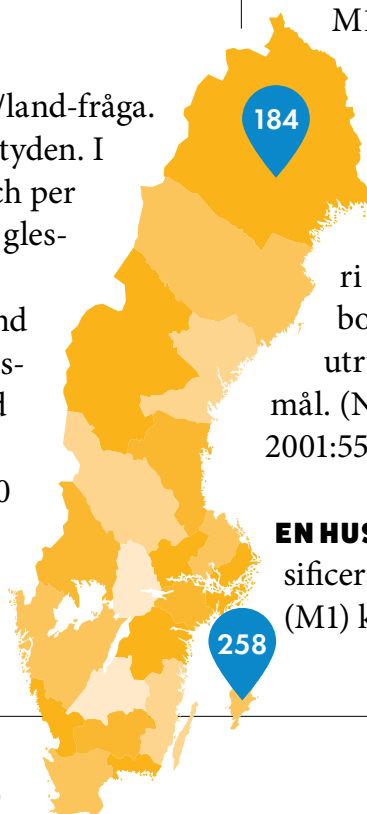 M1
/land-fråga.
tyden. I
ch per
gles-
nd
s-
d
0
184
ri
bo
utr
mål. (N
2001:55
EN HUS
sificera
(M1) k
258